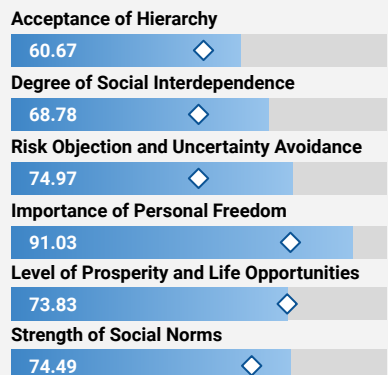 Acceptance of Hierarchy
60.67
Degree of Social Interdependence
68.78
Risk Objection and Uncertainty Avoidance
74.97
Importance of Personal Freedom
91.03
Level of Prosperity and Life Opportunities
73.83
Strength of Social Norms
74.49